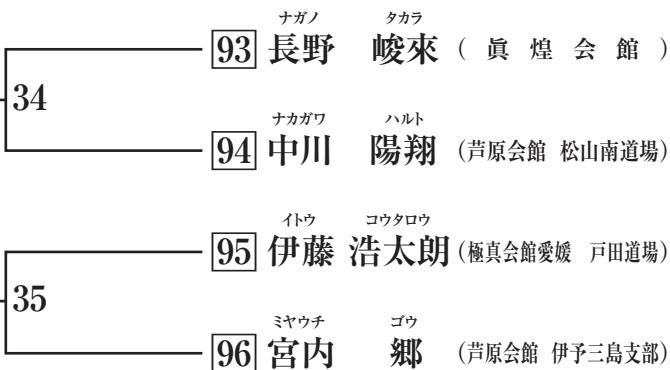 ナガノ タカラ
93 長野 峻來 (眞煌会館)
34
ナカガワ ハルト
94 中川 陽翔 (芦原会館 松山南道場)
イトウ コウタロウ
95 伊藤 浩太朗 (極真会館愛媛 戸田道場)
35
ミヤウチ ゴウ
96 宮内 郷 (芦原会館 伊予三島支部)